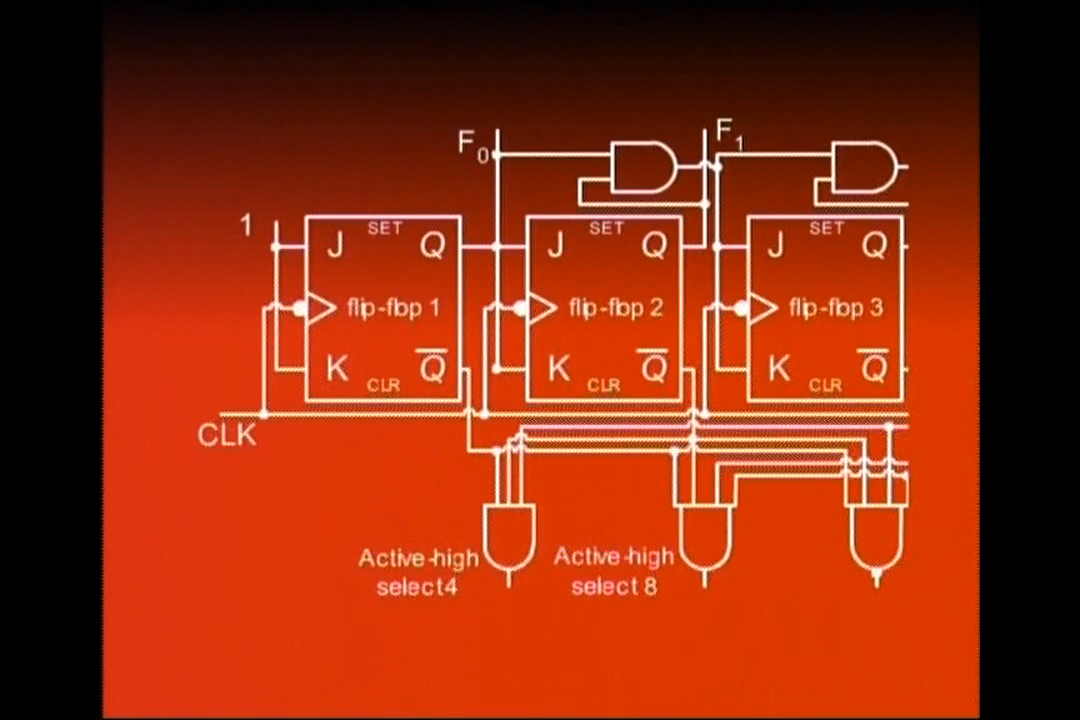 F0
F1
1
SET
SET
SET
J
Q
J
Q
J
Q
flip-flop 1
flip-flop 2
flip-flop 3
K
Q
K
Q
K
Q
CLR
CLR
CLR
CLK
Active-high
select4
Active-high
select 8